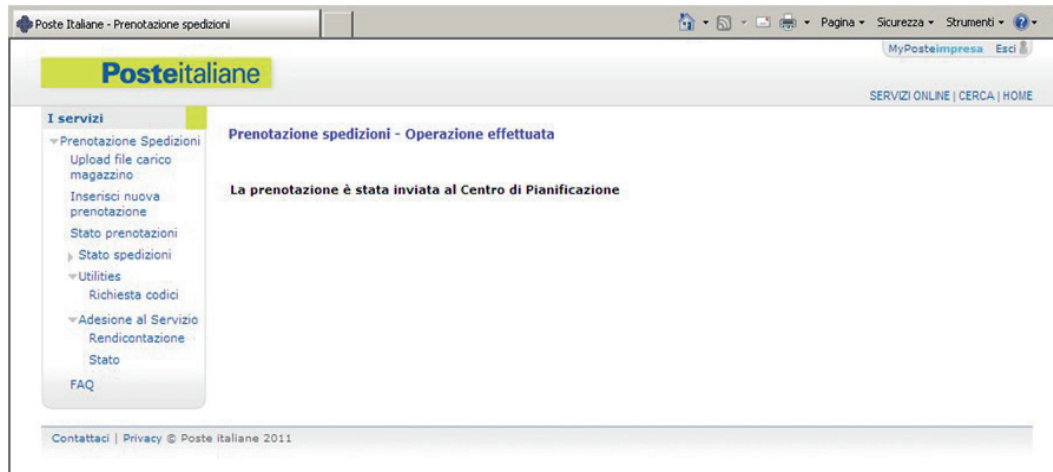 Poste Italiane - Prenotazione spedizioni
Pagina
Sicurezza
Strumenti
MyPosteimpresa Esci
Posteitaliane
SERVIZI ONLINE | CERCA | HOME
I servizi
Prenotazione Spedizioni
Upload file carico
magazzino
Inserisci nuova
prenotazione
Stato prenotazioni
Stato spedizioni
Utilities
Richiesta codici
Adesione al Servizio
Rendicontazione
Stato
FAQ
Prenotazione spedizioni - Operazione effettuata
La prenotazione è stata inviata al Centro di Pianificazione
Contattaci | Privacy © Poste italiane 2011